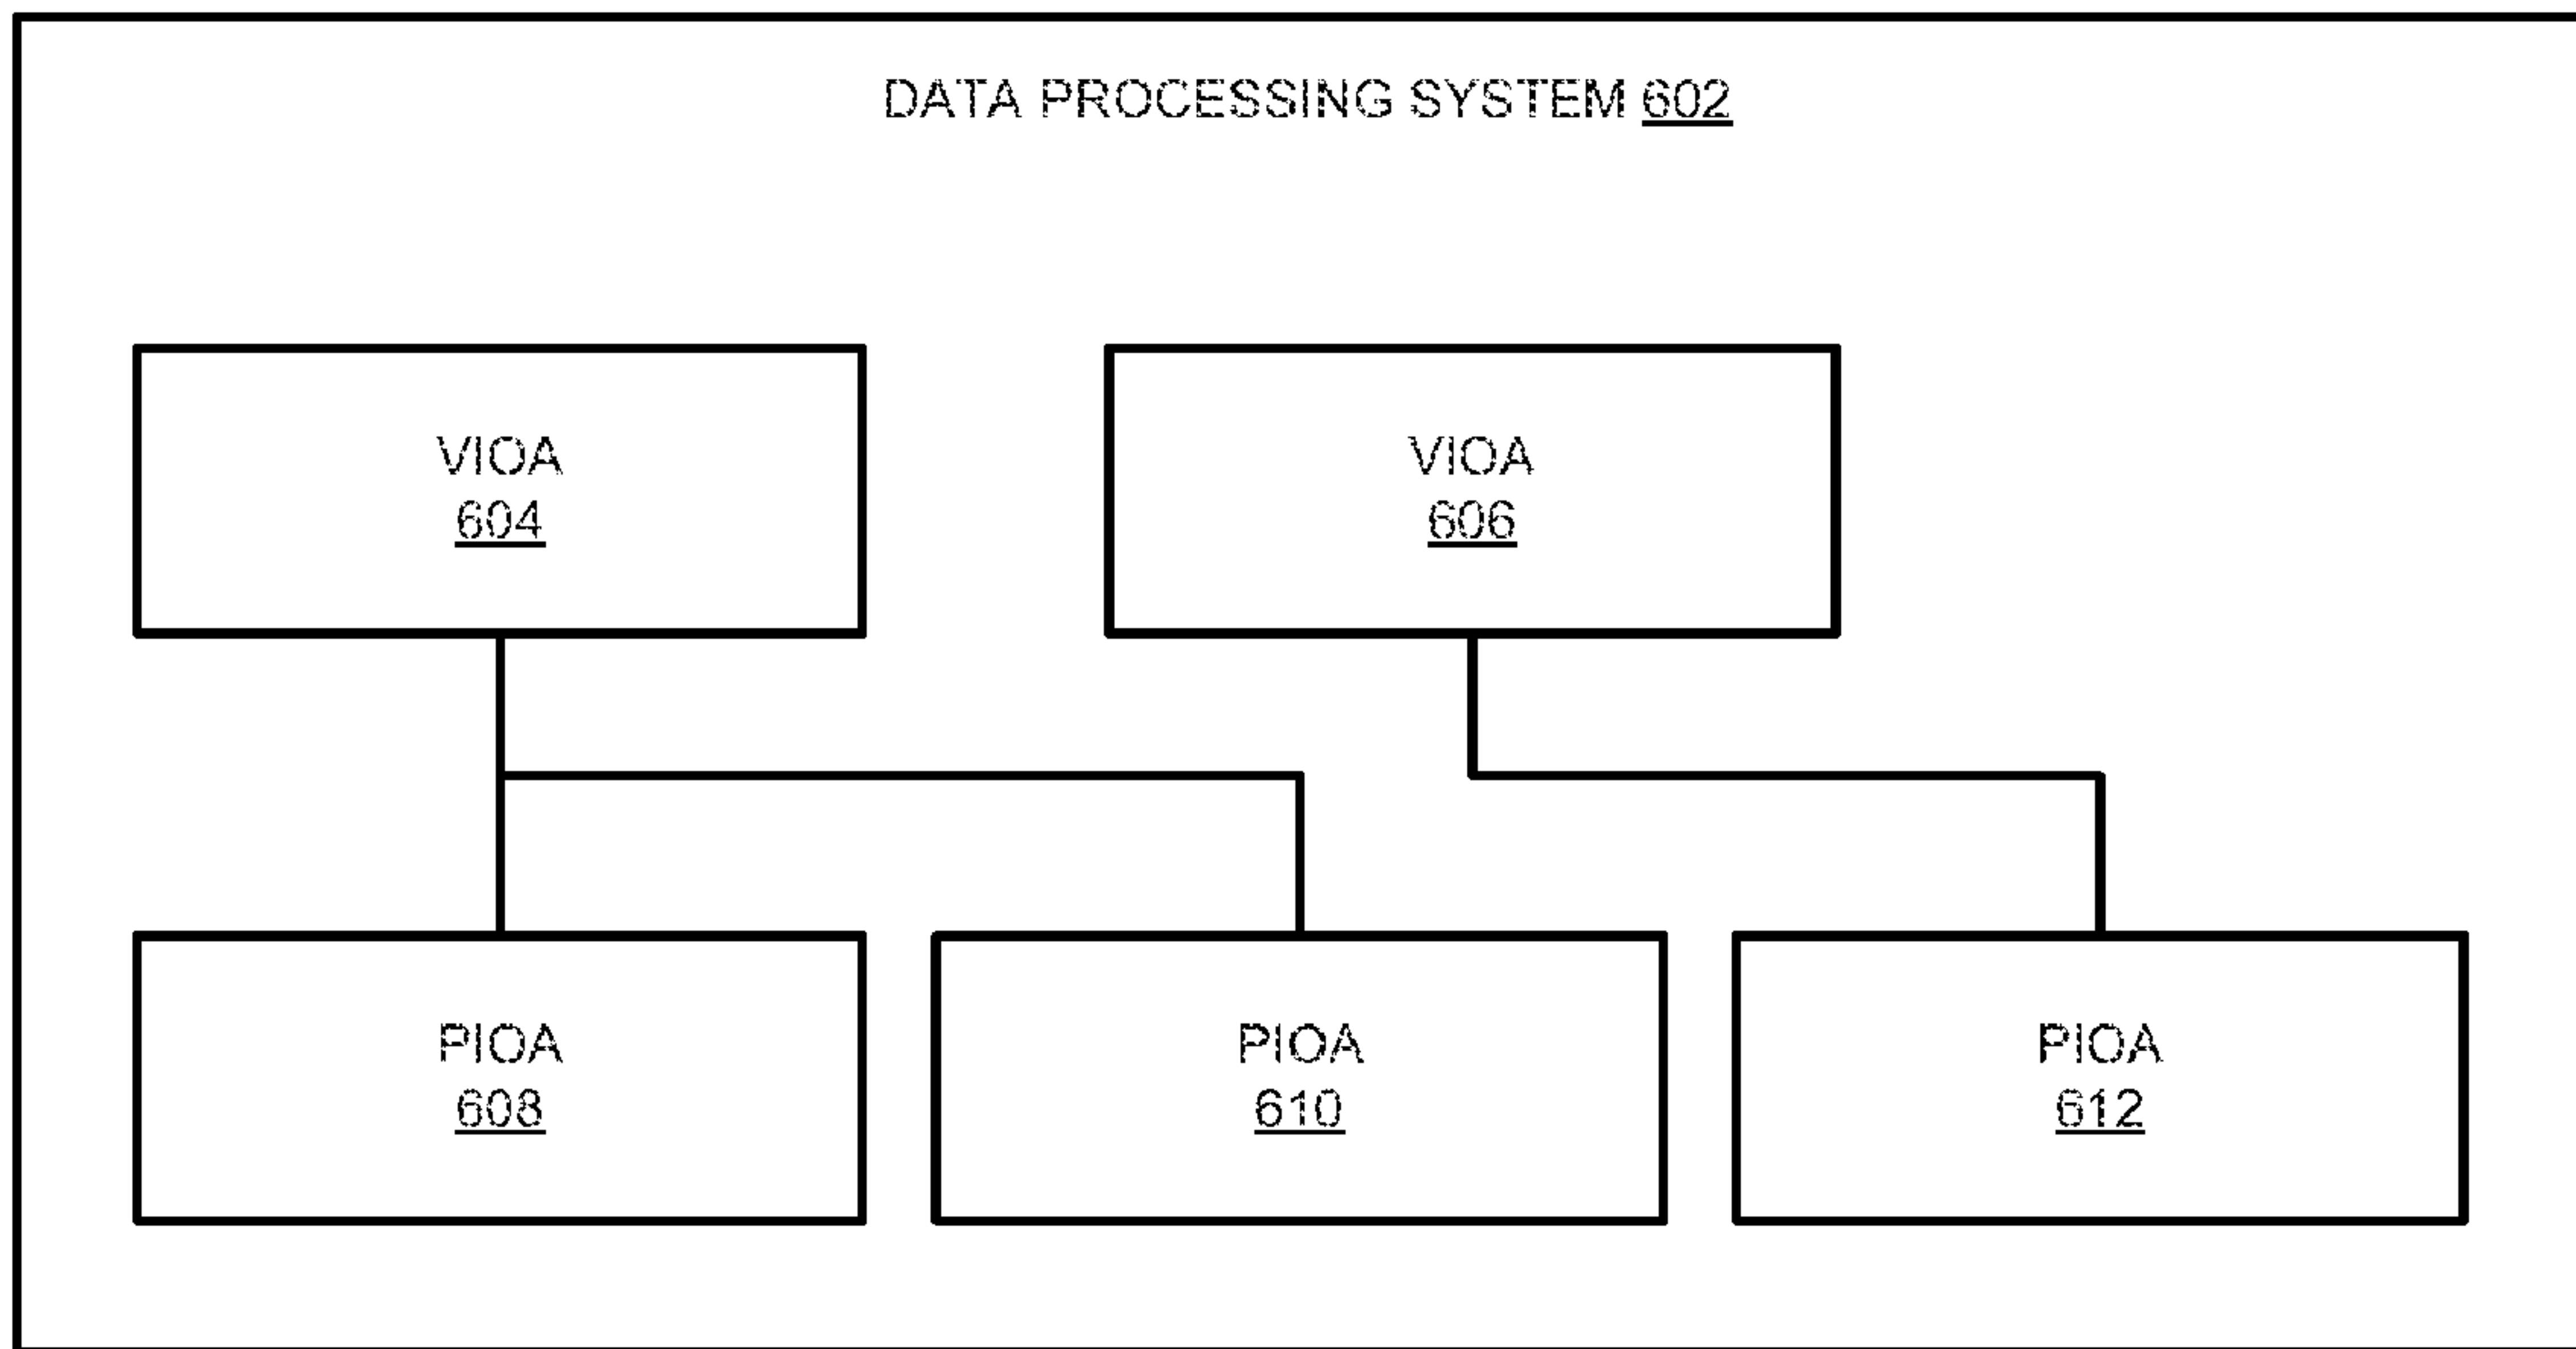 DATA PROCESSING SYSTEM 602
VIOA
604
VIOA
606
PIOA
608
PIOA
610
PIOA
612